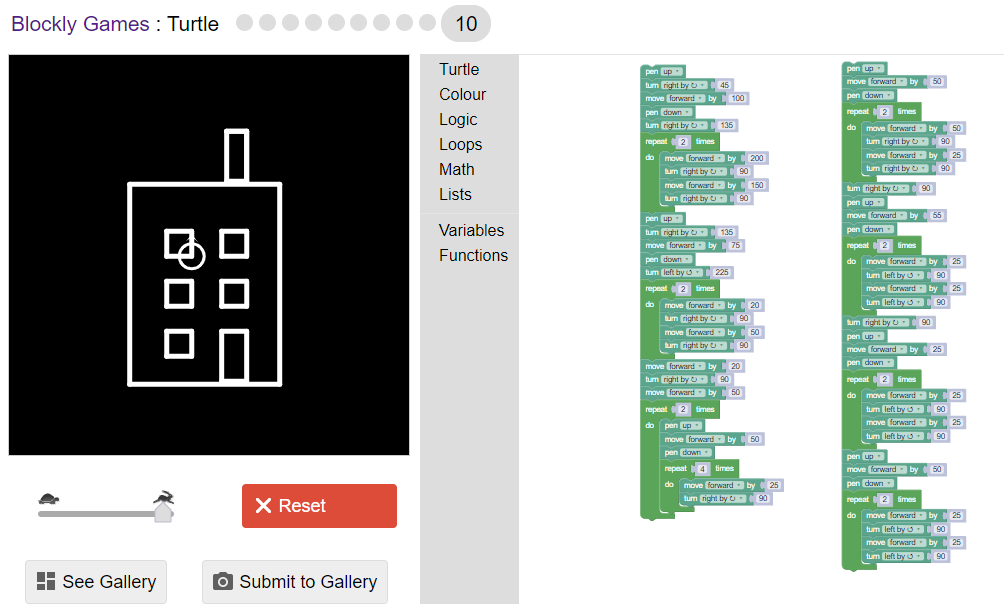 Blockly Games : Turtle 10
Turtle
Colour
Logic
Loops
Math
Lists
Variables
Functions
Reset
See Gallery
Submit to Gallery
pen up
turn right by ↻ 45
move forward by 100
pen down
turn right by ↻ 135
repeat 2 times
do move forward by 200
turn right by ↻ 90
move forward by 150
turn right by ↻ 90
pen up
turn right by ↻ 135
move forward by 75
pen down
turn left by ↺ 225
repeat 2 times
do move forward by 20
turn right by ↻ 90
move forward by 50
turn right by ↻ 90
move forward by 20
turn right by ↻ 90
move forward by 50
repeat 2 times
do pen up
move forward by 50
pen down
repeat 4 times
do move forward by 25
turn right by ↻ 90
pen up
move forward by 50
pen down
repeat 2 times
do move forward by 50
turn right by ↻ 90
move forward by 25
turn right by ↻ 90
turn right by ↻ 90
pen up
move forward by 55
pen down
repeat 2 times
do move forward by 25
turn left by ↺ 90
move forward by 25
turn left by ↺ 90
turn right by ↻ 90
pen up
move forward by 25
pen down
repeat 2 times
do move forward by 25
turn left by ↺ 90
move forward by 25
turn left by ↺ 90
pen up
move forward by 50
pen down
repeat 2 times
do move forward by 25
turn left by ↺ 90
move forward by 25
turn left by ↺ 90